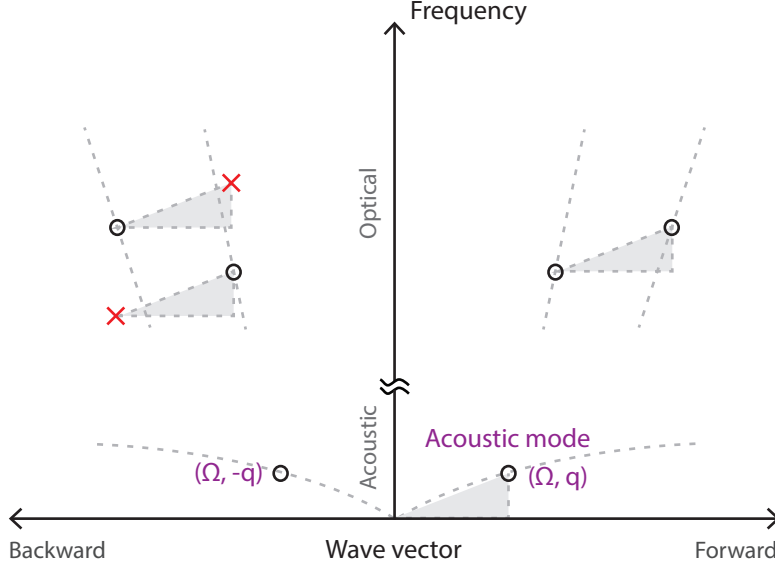 Frequency
Optical
Acoustic
Acoustic mode
(Ω, -q)
(Ω, q)
Backward
Wave vector
Forward